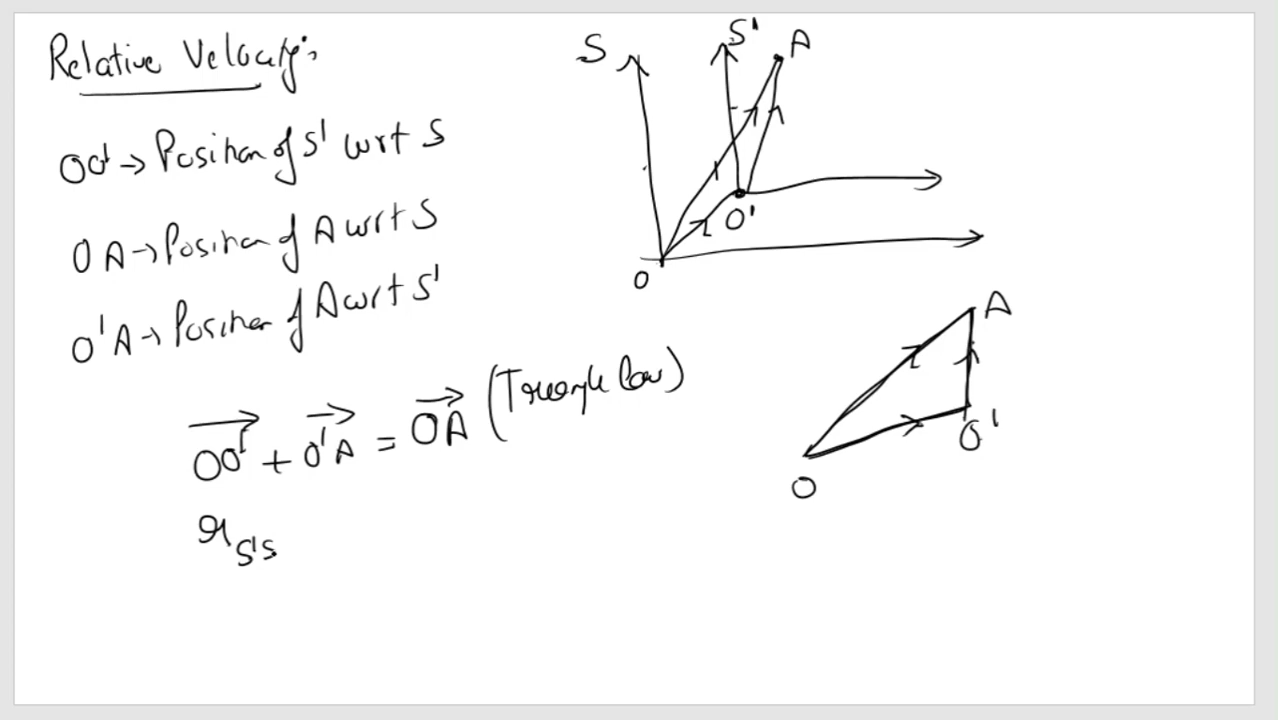 Relative Velocity:
OO' → Position of S' wrt S
OA → Position of A wrt S
O'A → Position of A wrt S'
OO' + O'A = OA (Triangle law)
r S'S
S
S'
A
O'
O
A
O'
O